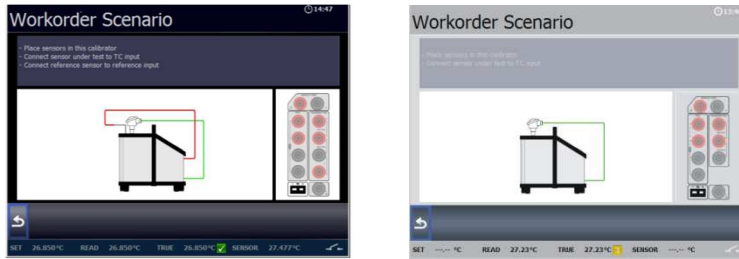 Workorder Scenario
14:47
- Place sensors in this calibrator
- Connect sensor under test to TC input
- Connect reference sensor to reference input
SET 26.850°C READ 26.850°C TRUE 26.850°C SENSOR 27.477°C
Workorder Scenario
- Place sensors in this calibrator
- Connect sensor under test to TC input
SET ---.-- °C READ 27.23°C TRUE 27.23°C SENSOR ---.-- °C